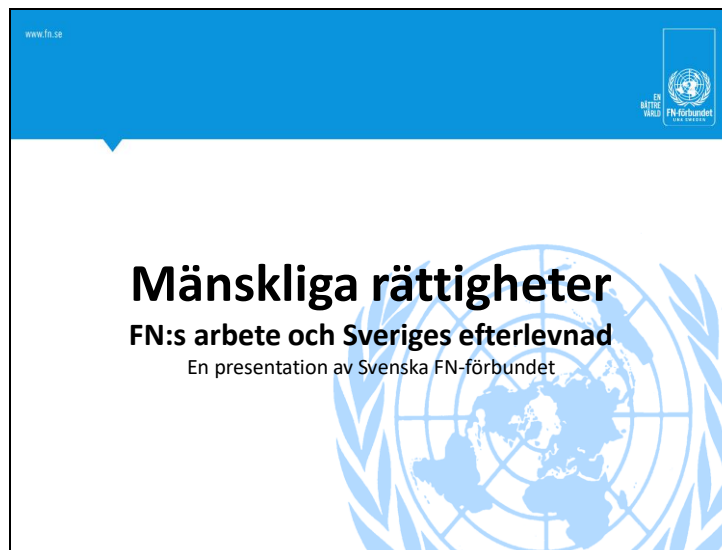 www.fn.se
EN
BÄTTRE
VÄRLD
FN-förbundet
UNA SWEDEN
Mänskliga rättigheter
FN:s arbete och Sveriges efterlevnad
En presentation av Svenska FN-förbundet